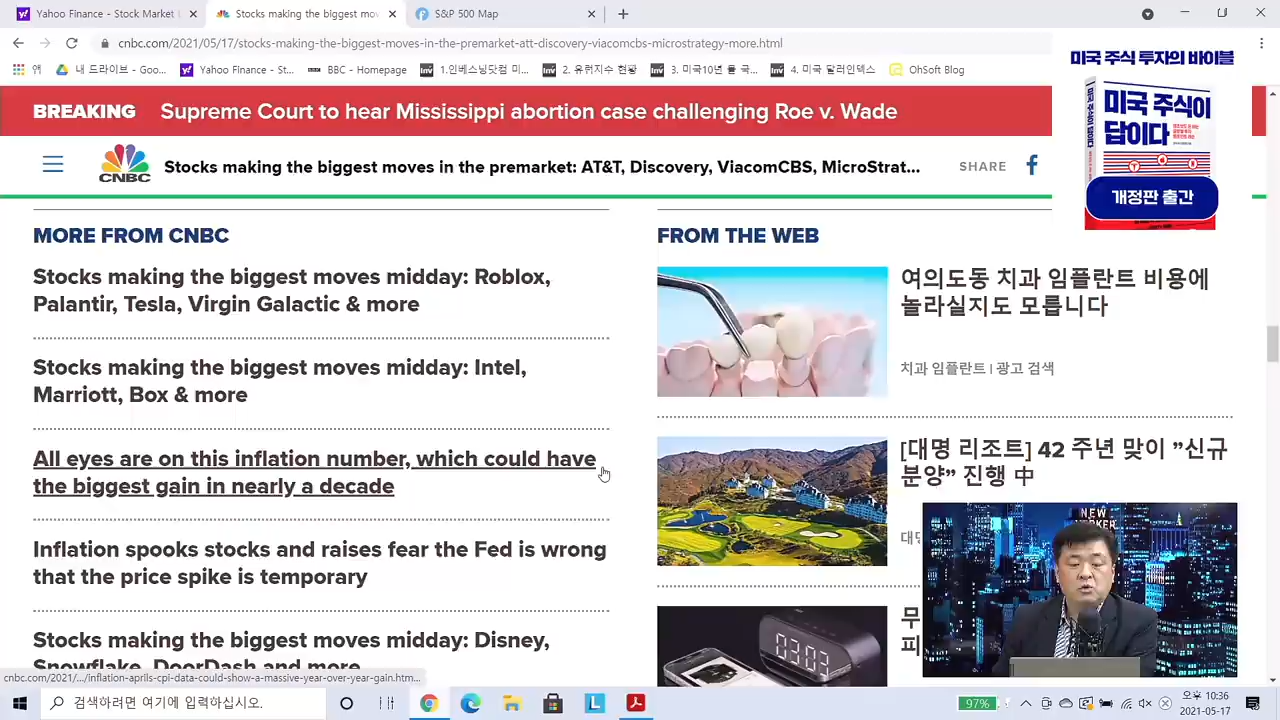 Yahoo Finance - Stock Market
Stocks making the biggest mov
S&P 500 Map
cnbc.com/2021/05/17/stocks-making-the-biggest-moves-in-the-premarket-att-discovery-viacomcbs-microstrategy-more.html
앱
내 드라이브 - Goo...
Yahoo Finance - St...
BBC - Homepage
1.인베스팅닷컴 미...
2. 유럽지수 현황
3. 미국10년 물 국...
4. 미국 달러인덱스
OhSoft Blog
미국 주식 투자의 바이블
미국 주식이
답이다
개정판 출간
BREAKING Supreme Court to hear Mississippi abortion case challenging Roe v. Wade
CNBC
Stocks making the biggest moves in the premarket: AT&T, Discovery, ViacomCBS, MicroStrat...
SHARE
MORE FROM CNBC
Stocks making the biggest moves midday: Roblox,
Palantir, Tesla, Virgin Galactic & more
Stocks making the biggest moves midday: Intel,
Marriott, Box & more
All eyes are on this inflation number, which could have
the biggest gain in nearly a decade
Inflation spooks stocks and raises fear the Fed is wrong
that the price spike is temporary
Stocks making the biggest moves midday: Disney,
Snowflake, DoorDash and more
FROM THE WEB
여의도동 치과 임플란트 비용에
놀라실지도 모릅니다
치과 임플란트 | 광고 검색
[대명 리조트] 42 주년 맞이 ”신규
분양” 진행 中
대명
무
피
03:03
NEW
YORKER
cnbc.com/2021/.../inflation-aprils-cpi-data-could-show-a-massive-year-over-year-gain.htm...
검색하려면 여기에 입력하십시오.
97%
오후 10:36
2021-05-17